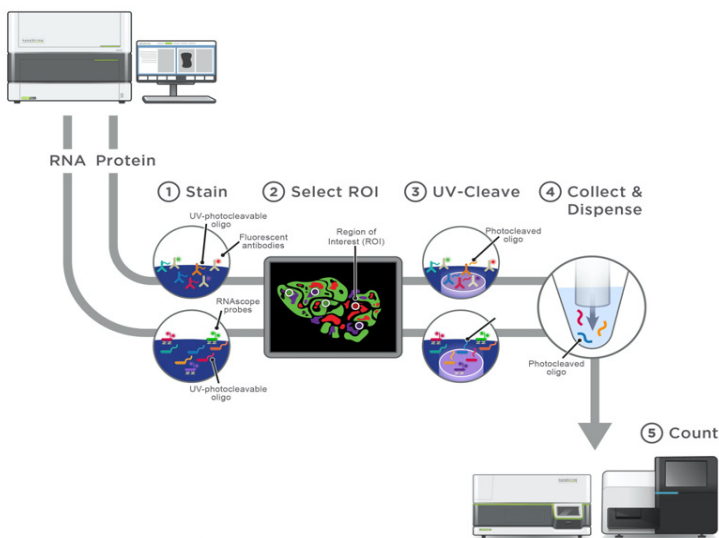 RNA Protein
1 Stain
2 Select ROI
3 UV-Cleave
4 Collect &
Dispense
UV-photocleavable
oligo
Fluorescent
antibodies
Region of
Interest (ROI)
Photocleaved
oligo
RNAscope
probes
UV-photocleavable
oligo
Photocleaved
oligo
5 Count